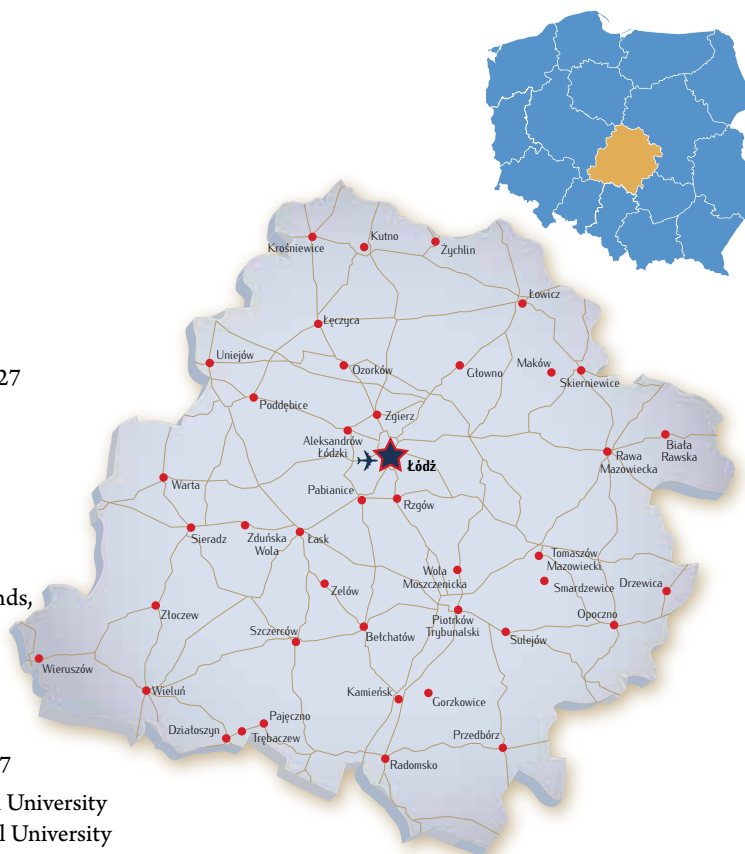 Krośniewice
Kutno
Żychlin
Łowicz
Łęczyca
Uniejów
Ozorków
Głowno
Maków
Skierniewice
27
Poddębice
Zgierz
Aleksandrów
Łódzki
Łódź
Biała
Rawska
Rawa
Mazowiecka
Warta
Pabianice
Rzgów
Sieradz
Zduńska
Wola
Łask
Tomaszów
Mazowiecki
Wola
Moszczenicka
Smardzewice
Drzewica
nds,
Zelów
Złoczew
Piotrków
Trybunalski
Opoczno
Szczerców
Bełchatów
Sulejów
Wieruszów
Wieluń
Kamieńsk
Gorzkowice
Pajęczno
Działoszyn
Trębaczew
Przedbórz
7
Radomsko
University
l University